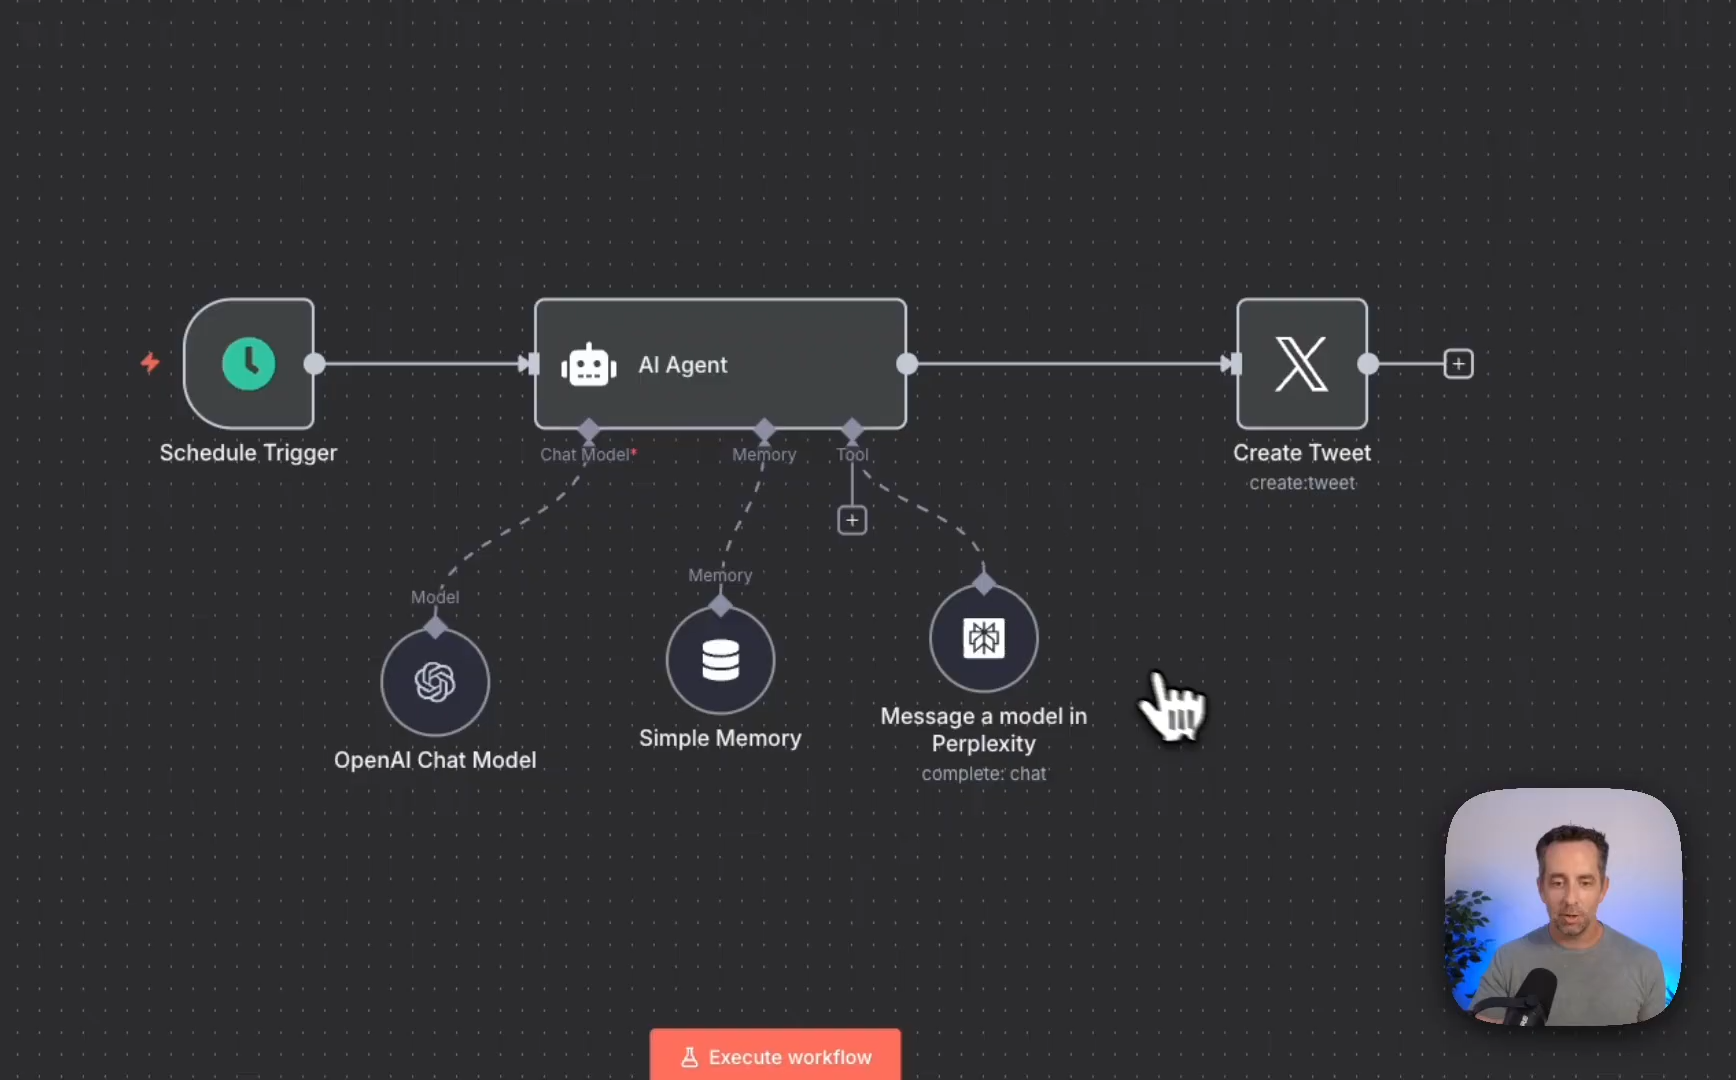 AI Agent
Schedule Trigger
Chat Model*
Memory
Tool
Create Tweet
create:tweet
Memory
Model
Message a model in
Perplexity
complete: chat
Simple Memory
OpenAI Chat Model
Execute workflow